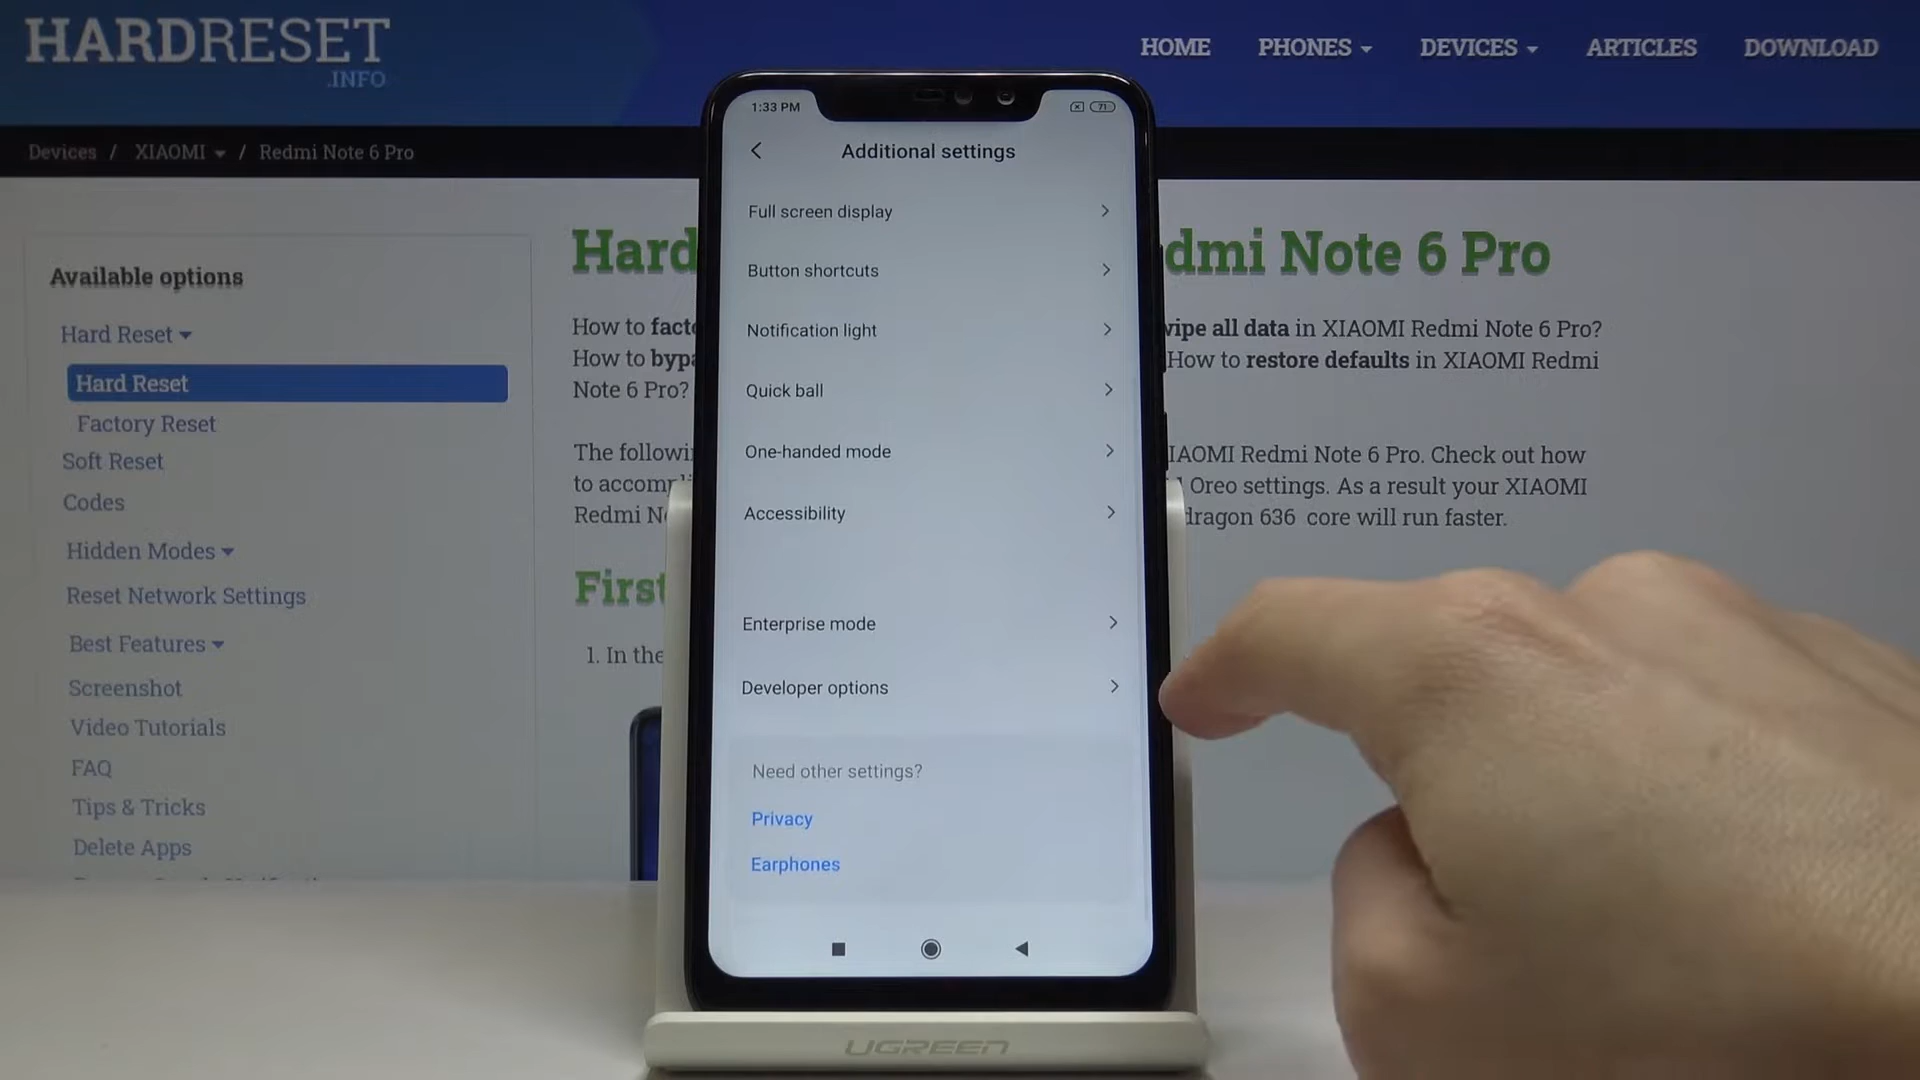 HARDRESET
.INFO
HOME PHONES DEVICES ARTICLES DOWNLOAD
Devices / XIAOMI / Redmi Note 6 Pro
Available options
Hard Reset
Hard Reset
Factory Reset
Soft Reset
Codes
Hidden Modes
Reset Network Settings
Best Features
Screenshot
Video Tutorials
FAQ
Tips & Tricks
Delete Apps
Hard
dmi Note 6 Pro
How to
wipe all data in XIAOMI Redmi Note 6 Pro?
How to
How to restore defaults in XIAOMI Redmi
Note 6 Pro?
The
IAOMI Redmi Note 6 Pro. Check out how
to
Oreo settings. As a result your XIAOMI
Redmi
dragon 636 core will run faster.
First
1. In the
1:33 PM
71
Additional settings
Full screen display
Button shortcuts
Notification light
Quick ball
One-handed mode
Accessibility
Enterprise mode
Developer options
Need other settings?
Privacy
Earphones
UGREEN